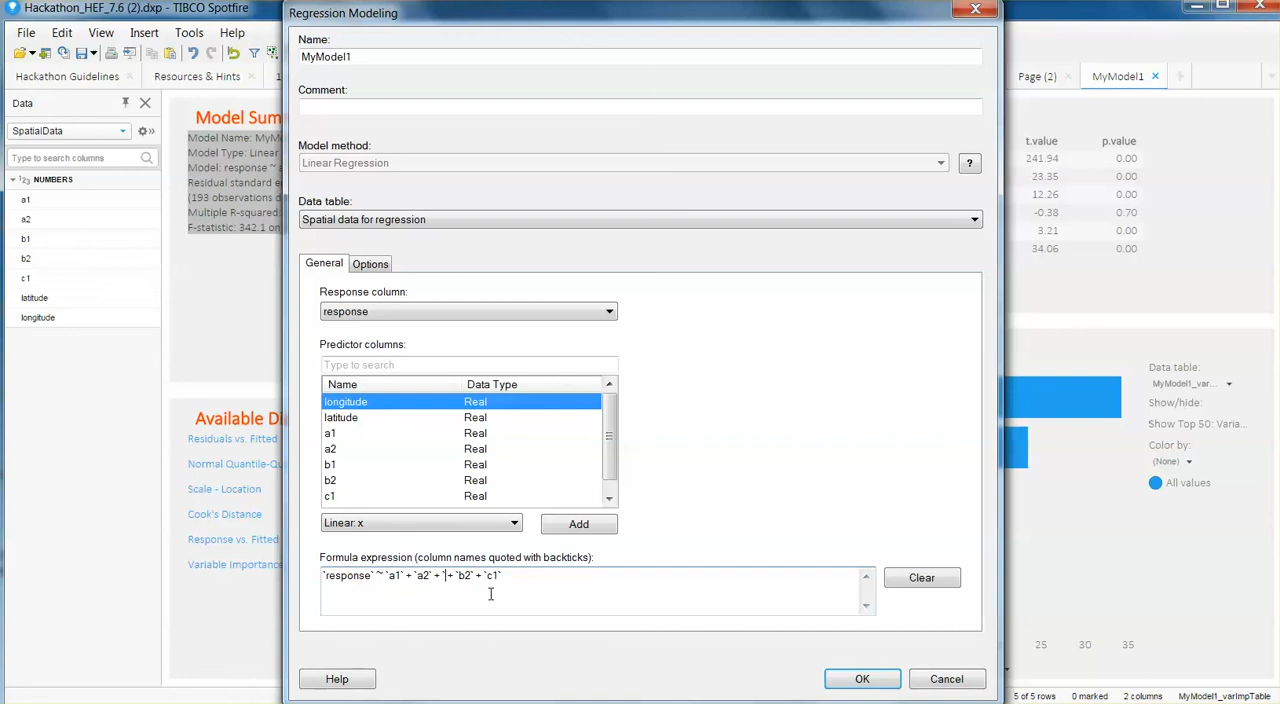 Hackathon_HEF_7.6 (2).dxp - TIBCO Spotfire
File Edit View Insert Tools Help
Hackathon Guidelines
Resources & Hints
Page (2)
MyModel1
Data
SpatialData
Type to search columns
NUMBERS
a1
a2
b1
b2
c1
latitude
longitude
Model Sum
Model Name: MyM
Model Type: Linear
Model: response ~ a
Residual standard e
(193 observations d
Multiple R-squared:
F-statistic: 342.1 on
Available Di
Residuals vs. Fitted
Normal Quantile-Qu
Scale - Location
Cook's Distance
Response vs. Fitted
Variable Importance
Regression Modeling
Name:
MyModel1
Comment:
Model method:
Linear Regression
?
Data table:
Spatial data for regression
General
Options
Response column:
response
Predictor columns:
Type to search
Name Data Type
longitude Real
latitude Real
a1 Real
a2 Real
b1 Real
b2 Real
c1 Real
Linear: x
Add
Formula expression (column names quoted with backticks):
`response` ~ `a1` + `a2` + `+ `b2` + `c1`
Clear
Help
OK
Cancel
t.value p.value
241.94 0.00
23.35 0.00
12.26 0.00
-0.38 0.70
3.21 0.00
34.06 0.00
Data table:
MyModel1_var...
Show/hide:
Show Top 50: Varia...
Color by:
(None)
All values
25 30 35
5 of 5 rows 0 marked 2 columns MyModel1_varImpTable